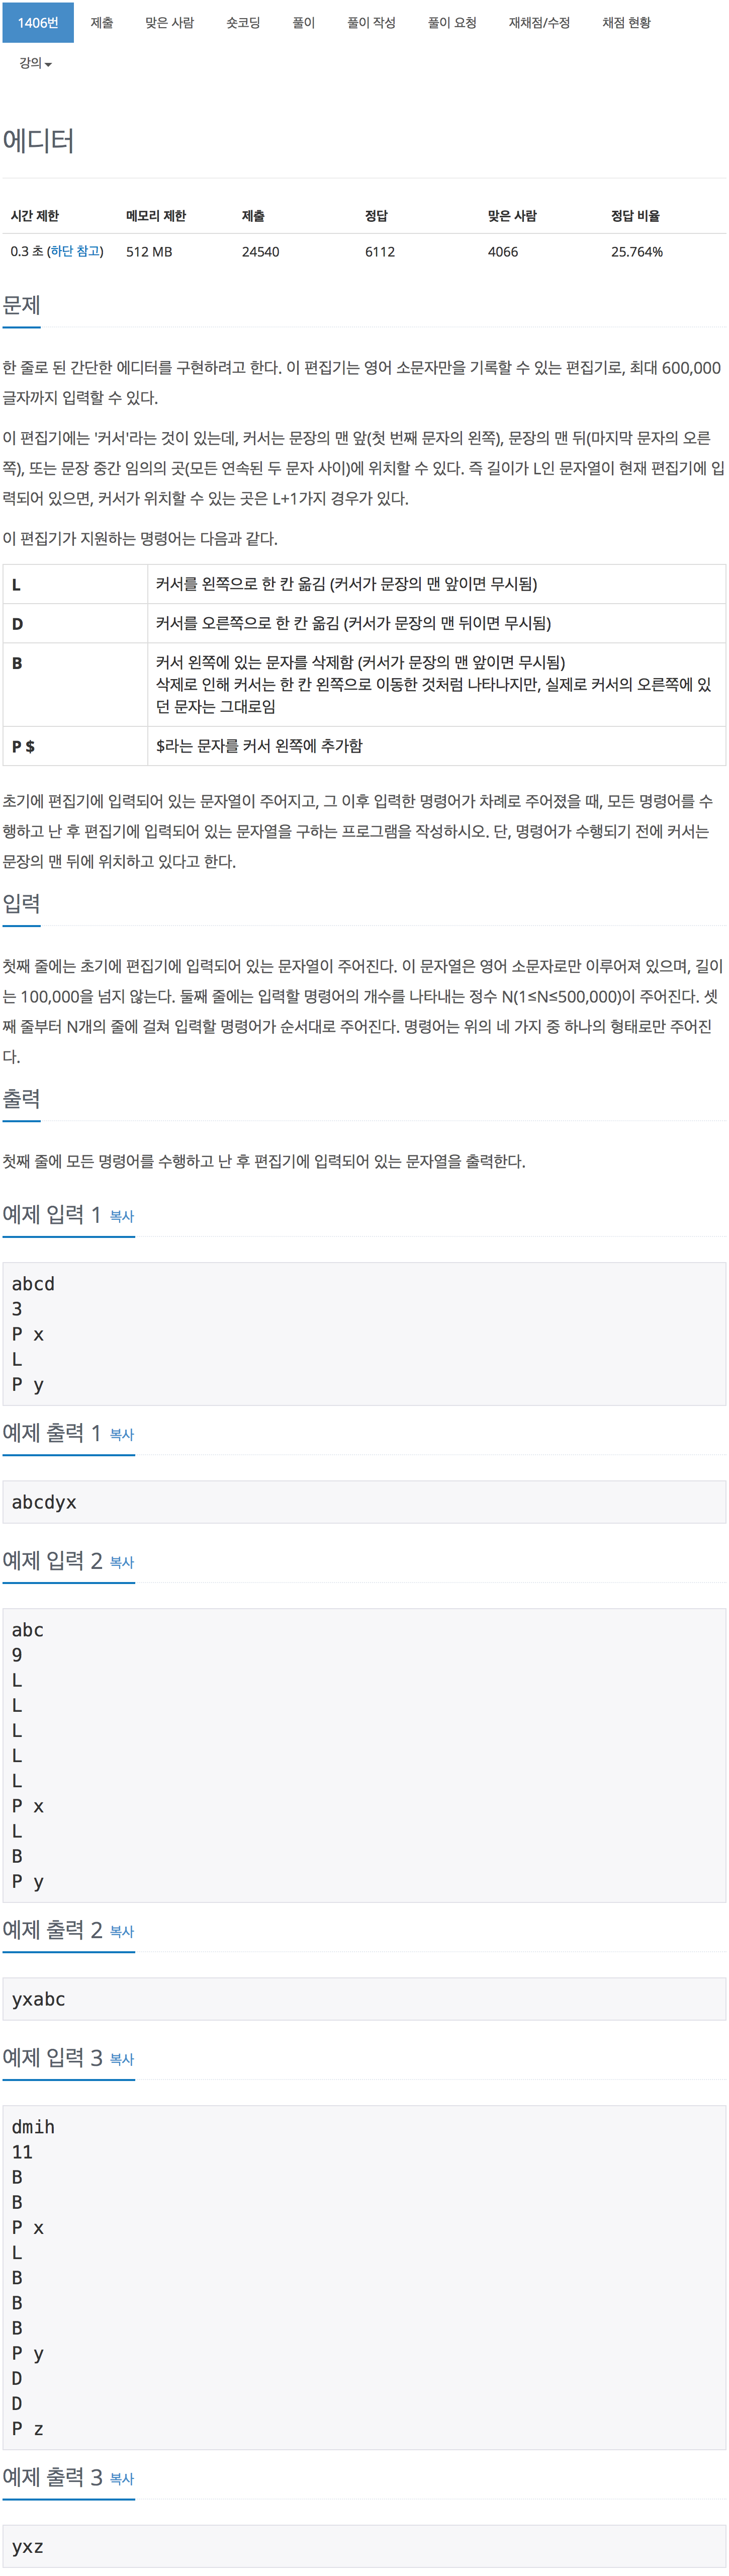 1406번 제출 맞은 사람 숏코딩 풀이 풀이 작성 풀이 요청 재채점/수정 채점 현황
강의
에디터
시간 제한 메모리 제한 제출 정답 맞은 사람 정답 비율
0.3 초 (하단 참고) 512 MB 24540 6112 4066 25.764%
문제
한 줄로 된 간단한 에디터를 구현하려고 한다. 이 편집기는 영어 소문자만을 기록할 수 있는 편집기로, 최대 600,000
글자까지 입력할 수 있다.
이 편집기에는 '커서'라는 것이 있는데, 커서는 문장의 맨 앞(첫 번째 문자의 왼쪽), 문장의 맨 뒤(마지막 문자의 오른
쪽), 또는 문장 중간 임의의 곳(모든 연속된 두 문자 사이)에 위치할 수 있다. 즉 길이가 L인 문자열이 현재 편집기에 입
력되어 있으면, 커서가 위치할 수 있는 곳은 L+1가지 경우가 있다.
이 편집기가 지원하는 명령어는 다음과 같다.
L 커서를 왼쪽으로 한 칸 옮김 (커서가 문장의 맨 앞이면 무시됨)
D 커서를 오른쪽으로 한 칸 옮김 (커서가 문장의 맨 뒤이면 무시됨)
B 커서 왼쪽에 있는 문자를 삭제함 (커서가 문장의 맨 앞이면 무시됨)
삭제로 인해 커서는 한 칸 왼쪽으로 이동한 것처럼 나타나지만, 실제로 커서의 오른쪽에 있
던 문자는 그대로임
P $ $라는 문자를 커서 왼쪽에 추가함
초기에 편집기에 입력되어 있는 문자열이 주어지고, 그 이후 입력한 명령어가 차례로 주어졌을 때, 모든 명령어를 수
행하고 난 후 편집기에 입력되어 있는 문자열을 구하는 프로그램을 작성하시오. 단, 명령어가 수행되기 전에 커서는
문장의 맨 뒤에 위치하고 있다고 한다.
입력
첫째 줄에는 초기에 편집기에 입력되어 있는 문자열이 주어진다. 이 문자열은 영어 소문자로만 이루어져 있으며, 길이
는 100,000을 넘지 않는다. 둘째 줄에는 입력할 명령어의 개수를 나타내는 정수 N(1≤N≤500,000)이 주어진다. 셋
째 줄부터 N개의 줄에 걸쳐 입력할 명령어가 순서대로 주어진다. 명령어는 위의 네 가지 중 하나의 형태로만 주어진
다.
출력
첫째 줄에 모든 명령어를 수행하고 난 후 편집기에 입력되어 있는 문자열을 출력한다.
예제 입력 1 복사
abcd
3
P x
L
P y
예제 출력 1 복사
abcdyx
예제 입력 2 복사
abc
9
L
L
L
L
L
P x
L
B
P y
예제 출력 2 복사
yxabc
예제 입력 3 복사
dmih
11
B
B
P x
L
B
B
B
P y
D
D
P z
예제 출력 3 복사
yxz